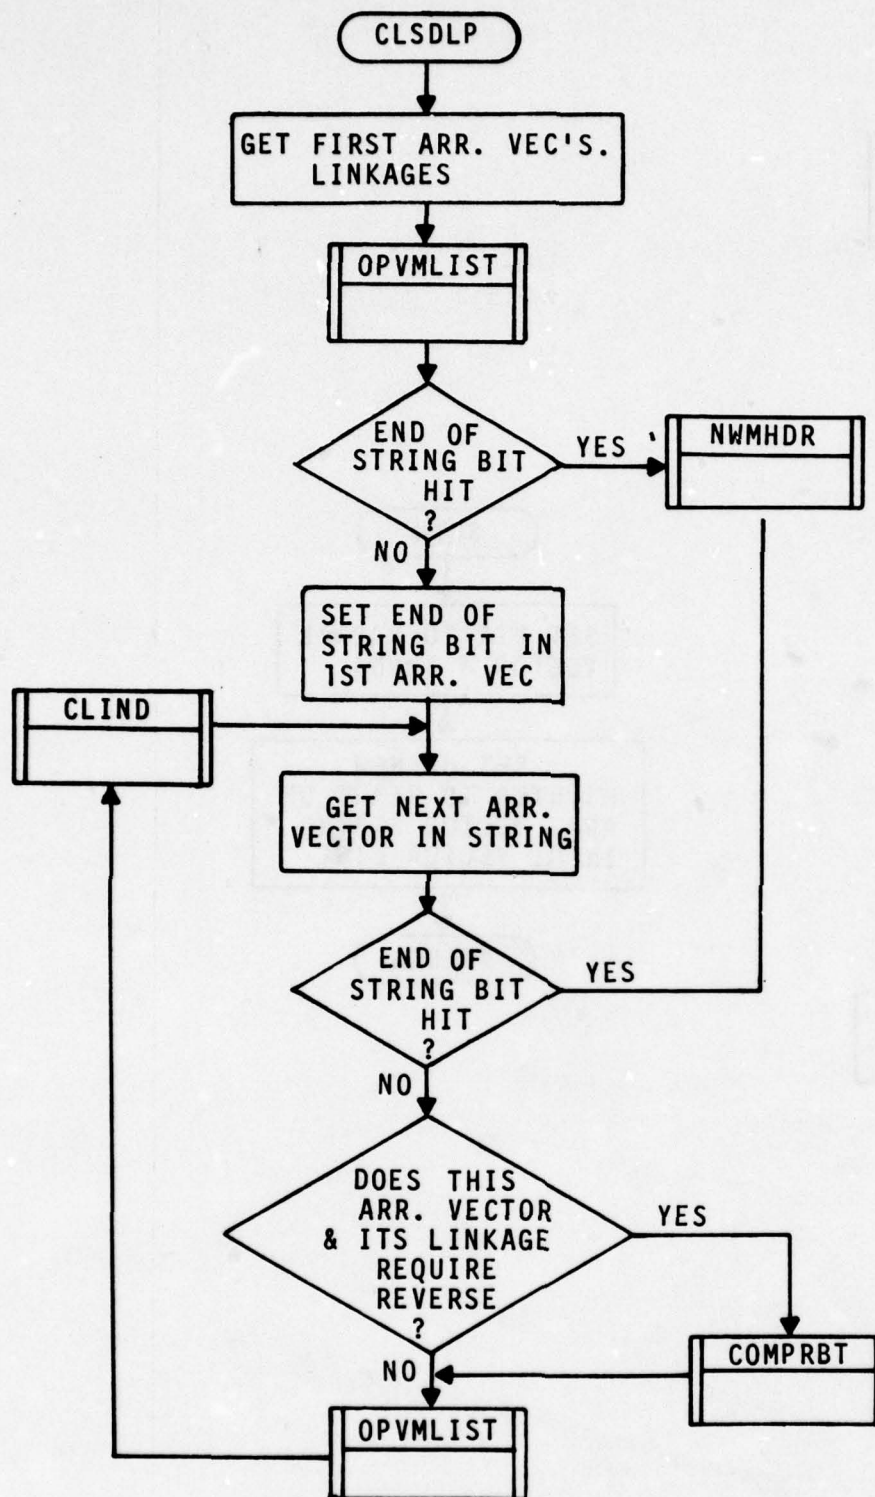 CLSDLP
GET FIRST ARR. VEC'S.
LINKAGES
OPVMLIST
END OF
STRING BIT
HIT
?
YES
NWMHDR
NO
SET END OF
STRING BIT IN
1ST ARR. VEC
CLIND
GET NEXT ARR.
VECTOR IN STRING
END OF
STRING BIT
HIT
?
YES
NO
DOES THIS
ARR. VECTOR
& ITS LINKAGE
REQUIRE
REVERSE
?
YES
COMPRBT
NO
OPVMLIST